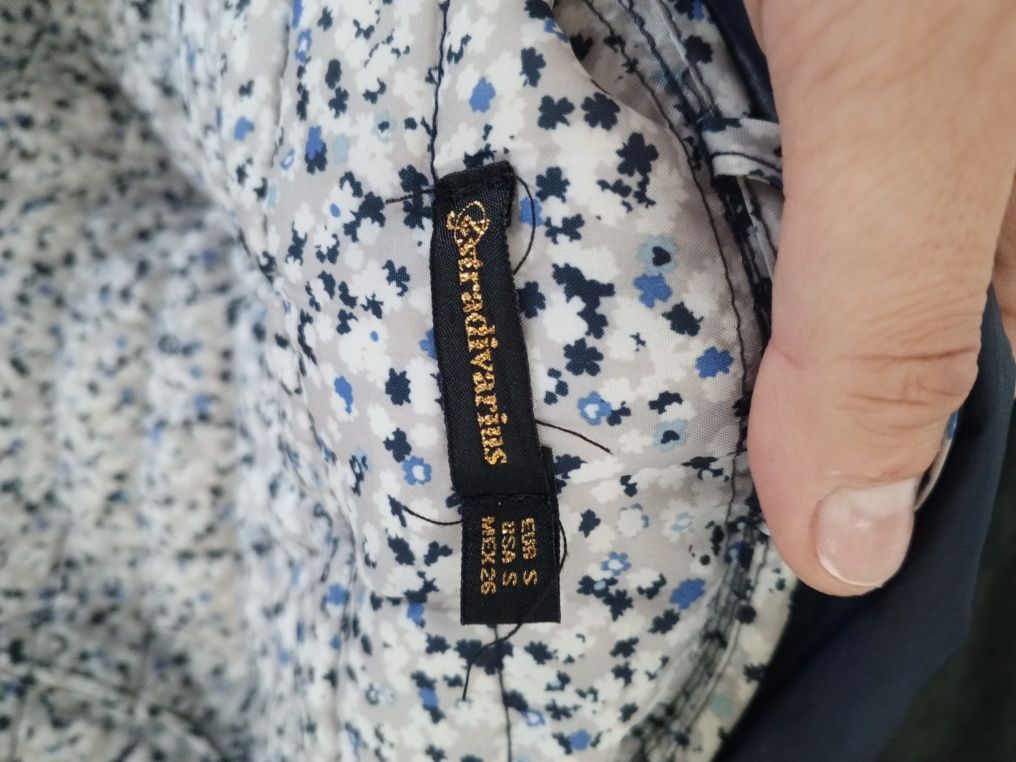 Stradivarius
EUR S
USA S
MEX 26